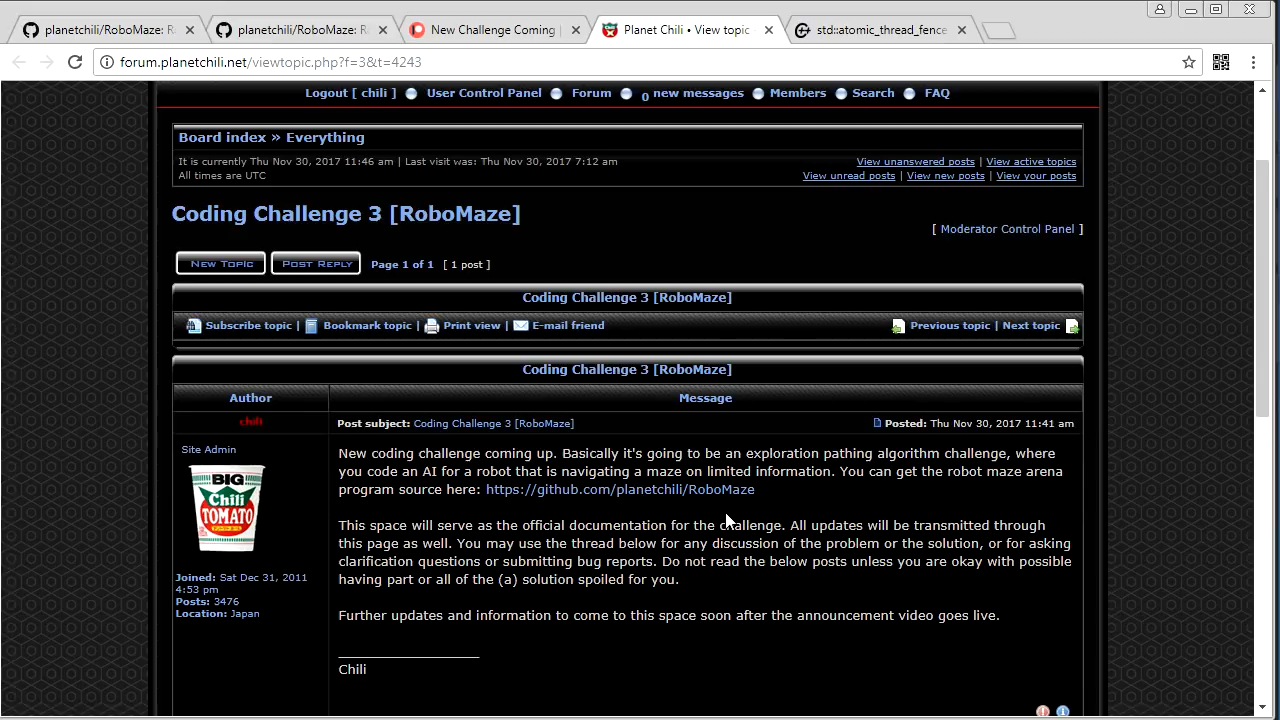 planetchili/RoboMaze: R
planetchili/RoboMaze: R
New Challenge Coming
Planet Chili • View topic
std::atomic_thread_fence
forum.planetchili.net/viewtopic.php?f=3&t=4243
Logout [ chili ] User Control Panel Forum 0 new messages Members Search FAQ
Board index » Everything
It is currently Thu Nov 30, 2017 11:46 am | Last visit was: Thu Nov 30, 2017 7:12 am
All times are UTC
View unanswered posts | View active topics
View unread posts | View new posts | View your posts
Coding Challenge 3 [RoboMaze]
[ Moderator Control Panel ]
NEW TOPIC POST REPLY Page 1 of 1 [ 1 post ]
Coding Challenge 3 [RoboMaze]
Subscribe topic | Bookmark topic | Print view | E-mail friend
Previous topic | Next topic
Coding Challenge 3 [RoboMaze]
Author Message
chili
Post subject: Coding Challenge 3 [RoboMaze]
Posted: Thu Nov 30, 2017 11:41 am
Site Admin
BIG
Chili
TOMATO
Joined: Sat Dec 31, 2011
4:53 pm
Posts: 3476
Location: Japan
New coding challenge coming up. Basically it's going to be an exploration pathing algorithm challenge, where
you code an AI for a robot that is navigating a maze on limited information. You can get the robot maze arena
program source here: https://github.com/planetchili/RoboMaze
This space will serve as the official documentation for the challenge. All updates will be transmitted through
this page as well. You may use the thread below for any discussion of the problem or the solution, or for asking
clarification questions or submitting bug reports. Do not read the below posts unless you are okay with possible
having part or all of the (a) solution spoiled for you.
Further updates and information to come to this space soon after the announcement video goes live.
Chili